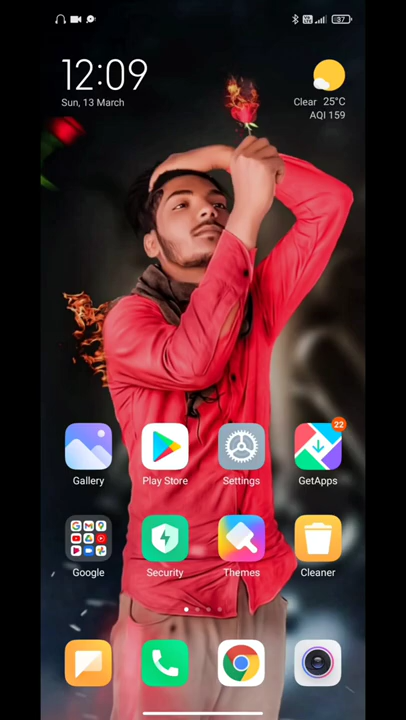 37
12:09
Sun, 13 March
Clear 25°C
AQI 159
22
Gallery
Play Store
Settings
GetApps
Google
Security
Themes
Cleaner